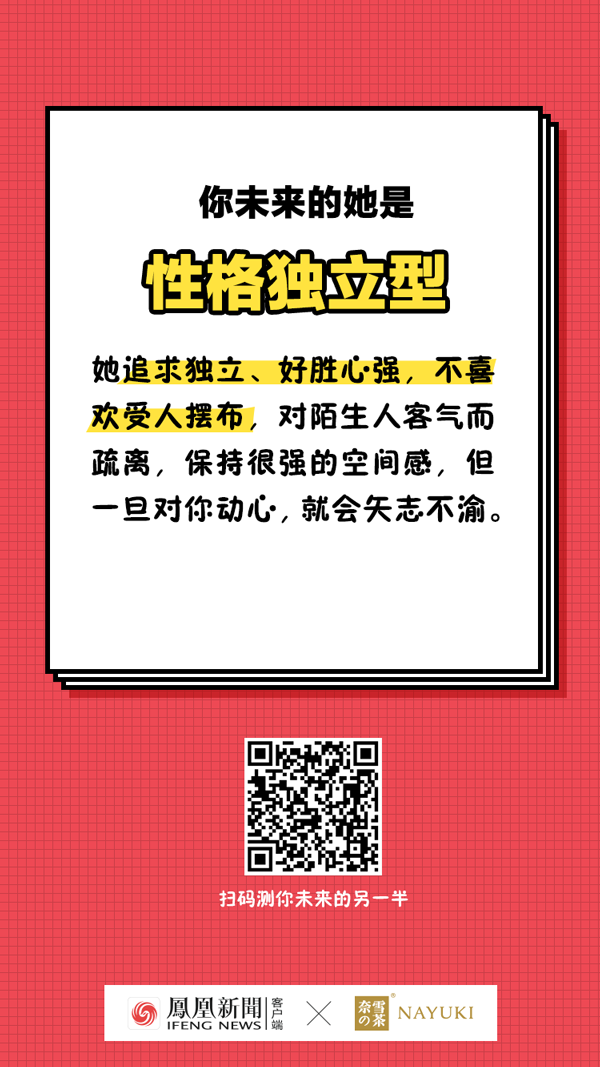 你未来的她是
性格独立型
她追求独立、好胜心强，不喜
欢受人摆布，对陌生人客气而
疏离，保持很强的空间感，但
一旦对你动心，就会矢志不渝。
扫码测你未来的另一半
鳳凰新聞 客户端
IFENG NEWS
奈雪の茶® NAYUKI